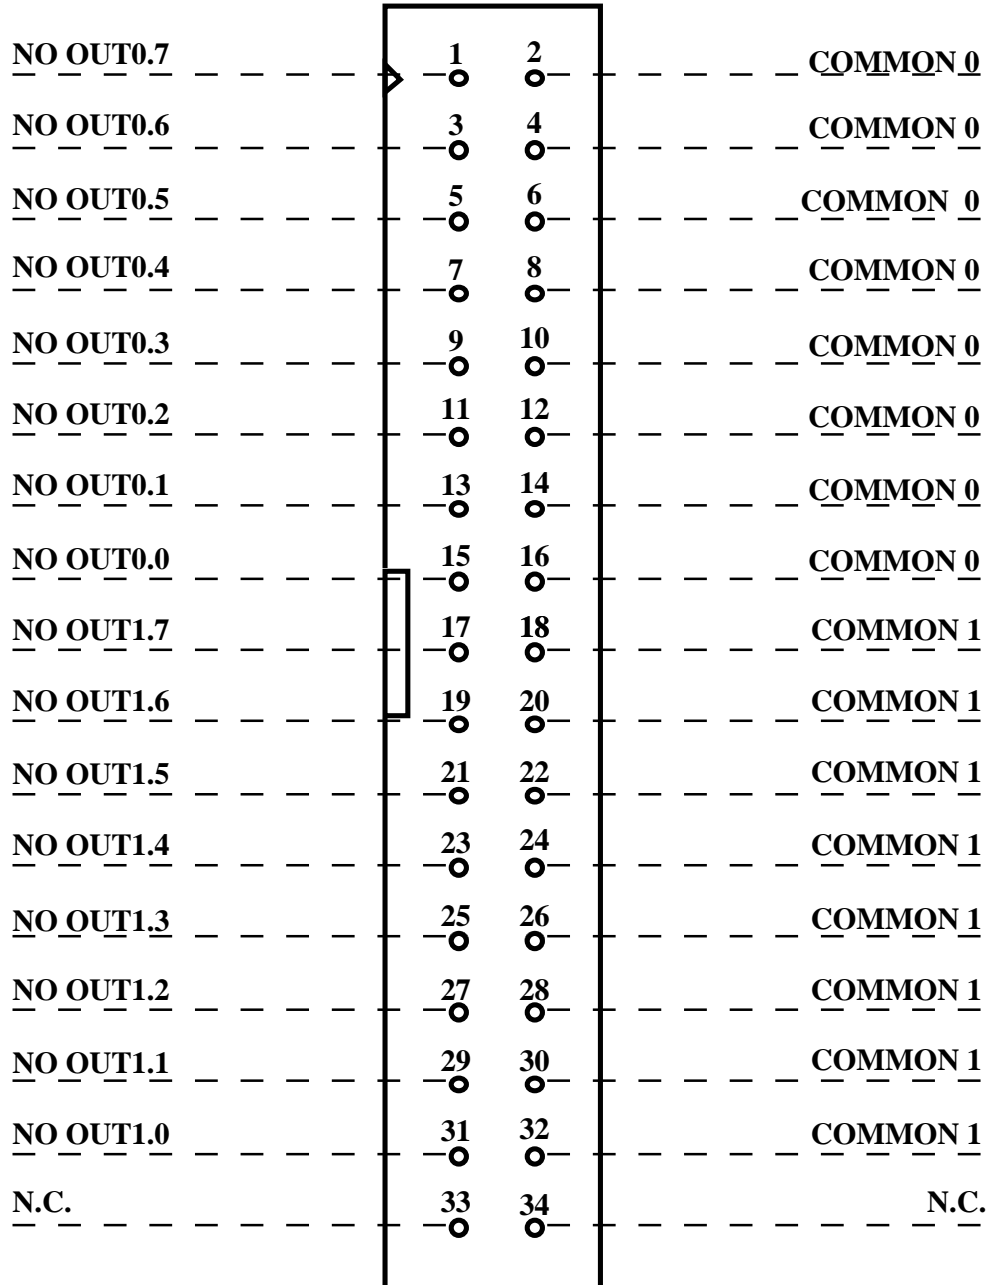 NO OUT0.7 1 2 COMMON 0
NO OUT0.6 3 4 COMMON 0
NO OUT0.5 5 6 COMMON 0
NO OUT0.4 7 8 COMMON 0
NO OUT0.3 9 10 COMMON 0
NO OUT0.2 11 12 COMMON 0
NO OUT0.1 13 14 COMMON 0
NO OUT0.0 15 16 COMMON 0
NO OUT1.7 17 18 COMMON 1
NO OUT1.6 19 20 COMMON 1
NO OUT1.5 21 22 COMMON 1
NO OUT1.4 23 24 COMMON 1
NO OUT1.3 25 26 COMMON 1
NO OUT1.2 27 28 COMMON 1
NO OUT1.1 29 30 COMMON 1
NO OUT1.0 31 32 COMMON 1
N.C. 33 34 N.C.